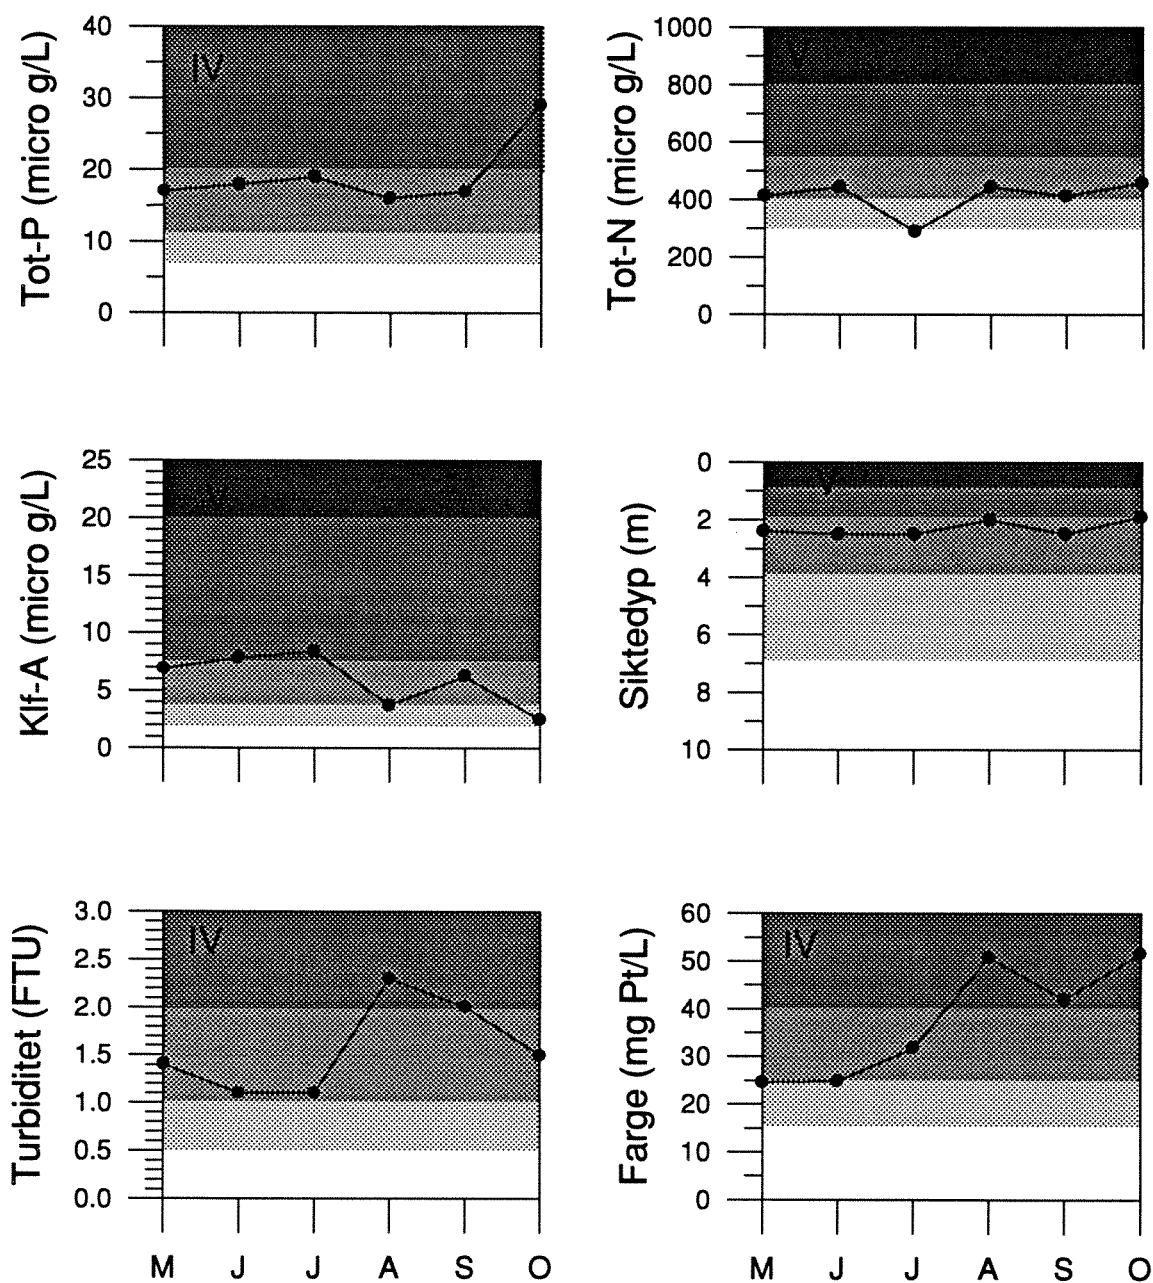 Tot-P (micro g/L)
40
30
20
10
0
IV
Tot-N (micro g/L)
1000
800
600
400
200
0
V
Klf-A (micro g/L)
25
20
15
10
5
0
V
Siktedyp (m)
0
2
4
6
8
10
V
Turbiditet (FTU)
3.0
2.5
2.0
1.5
1.0
0.5
0.0
IV
M J J A S O
Farge (mg Pt/L)
60
50
40
30
20
10
0
IV
M J J A S O